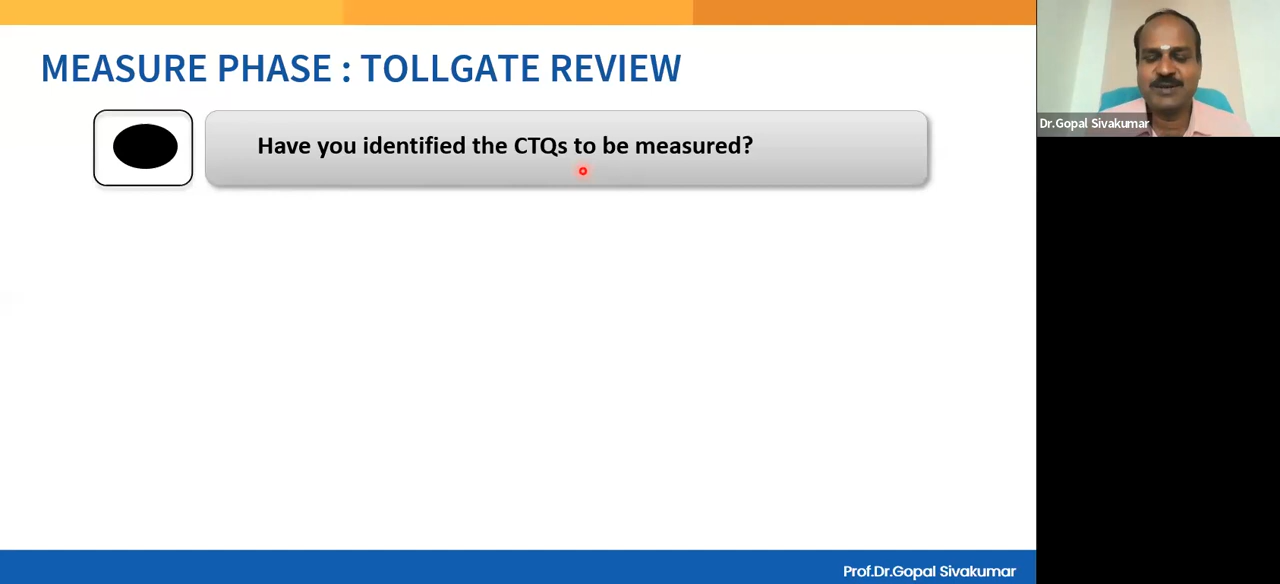 MEASURE PHASE : TOLLGATE REVIEW
Have you identified the CTQs to be measured?
Dr.Gopal Sivakumar
Prof.Dr.Gopal Sivakumar